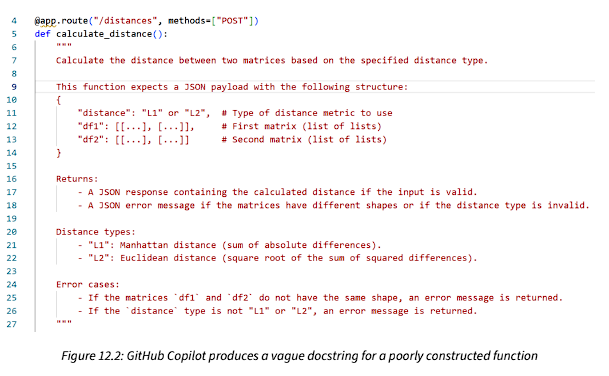 4 @app.route("/distances", methods=["POST"])
5 def calculate_distance():
6 """
7 Calculate the distance between two matrices based on the specified distance type.
8
9 This function expects a JSON payload with the following structure:
10 {
11 "distance": "L1" or "L2", # Type of distance metric to use
12 "df1": [[...], [...]], # First matrix (list of lists)
13 "df2": [[...], [...]] # Second matrix (list of lists)
14 }
15
16 Returns:
17 - A JSON response containing the calculated distance if the input is valid.
18 - A JSON error message if the matrices have different shapes or if the distance type is invalid.
19
20 Distance types:
21 - "L1": Manhattan distance (sum of absolute differences).
22 - "L2": Euclidean distance (square root of the sum of squared differences).
23
24 Error cases:
25 - If the matrices `df1` and `df2` do not have the same shape, an error message is returned.
26 - If the `distance` type is not "L1" or "L2", an error message is returned.
27 """
Figure 12.2: GitHub Copilot produces a vague docstring for a poorly constructed function